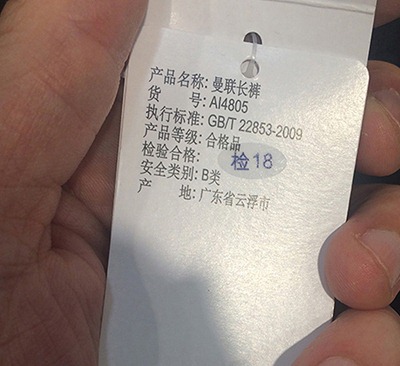 产品名称: 曼联长裤
货 号: AI4805
执行标准: GB/T 22853-2009
产品等级: 合格品
检验合格: 检18
安全类别: B类
产 地: 广东省云浮市